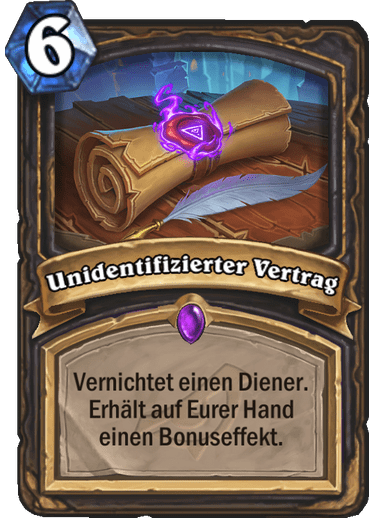 6
Unidentifizierter Vertrag
Vernichtet einen Diener.
Erhält auf Eurer Hand
einen Bonuseffekt.